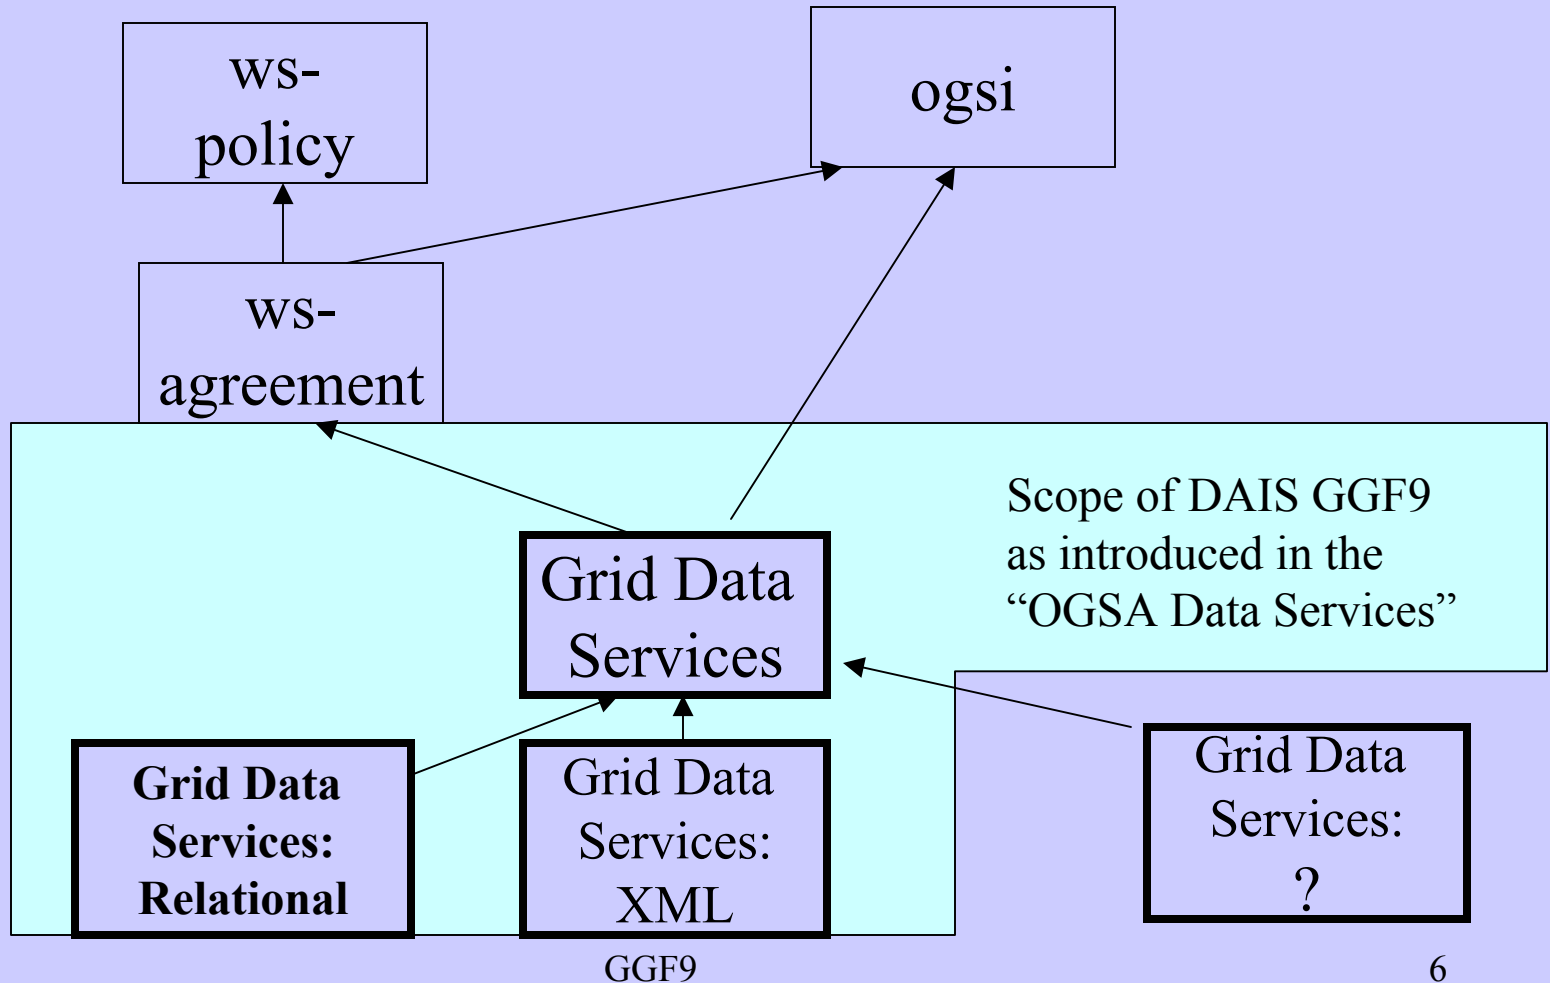 ws-
policy
ogsi
ws-
agreement
Scope of DAIS GGF9
as introduced in the
“OGSA Data Services”
Grid Data
Services
Grid Data
Services:
Relational
Grid Data
Services:
XML
Grid Data
Services:
?
GGF9
6